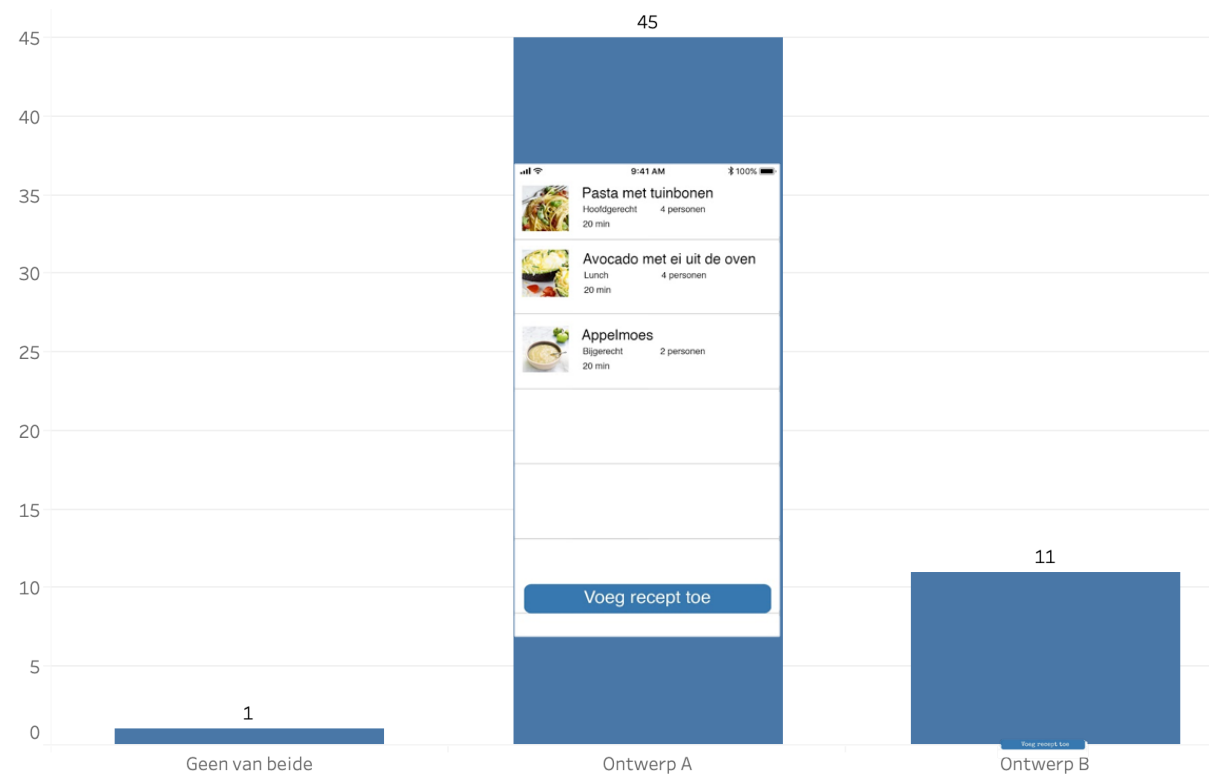 45
45
40
35
30
25
20
15
10
5
0
9:41 AM
100%
Pasta met tuinbonen
Hoofdgerecht 4 personen
20 min
Avocado met ei uit de oven
Lunch 4 personen
20 min
Appelmoes
Bijgerecht 2 personen
20 min
Voeg recept toe
11
1
Voeg recept toe
Geen van beide
Ontwerp A
Ontwerp B